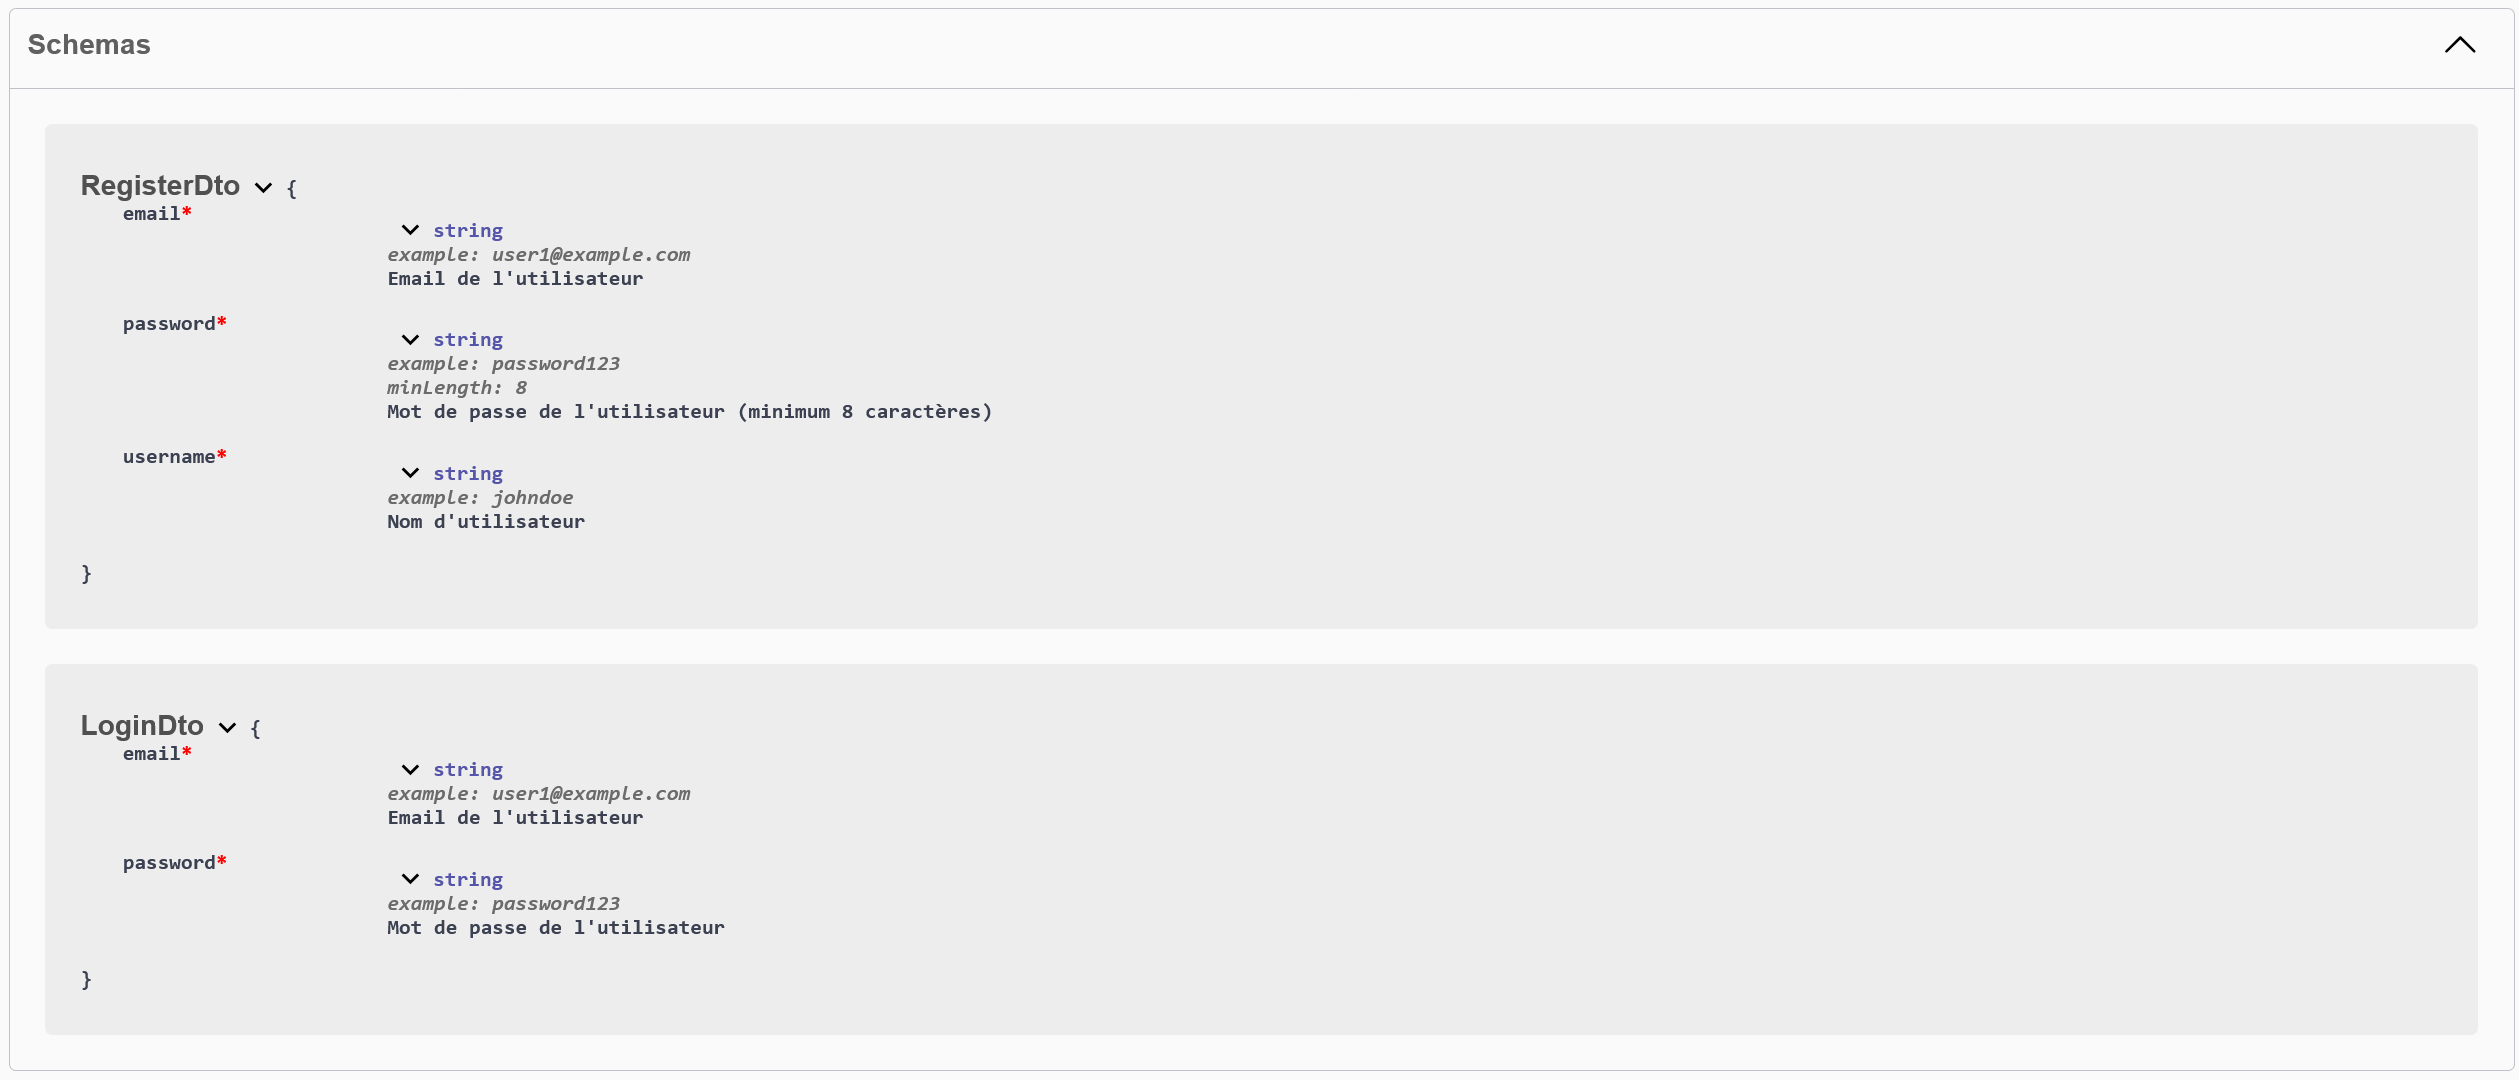 Schemas
RegisterDto {
email*
string
example: user1@example.com
Email de l'utilisateur
password*
string
example: password123
minLength: 8
Mot de passe de l'utilisateur (minimum 8 caractères)
username*
string
example: johndoe
Nom d'utilisateur
}
LoginDto {
email*
string
example: user1@example.com
Email de l'utilisateur
password*
string
example: password123
Mot de passe de l'utilisateur
}